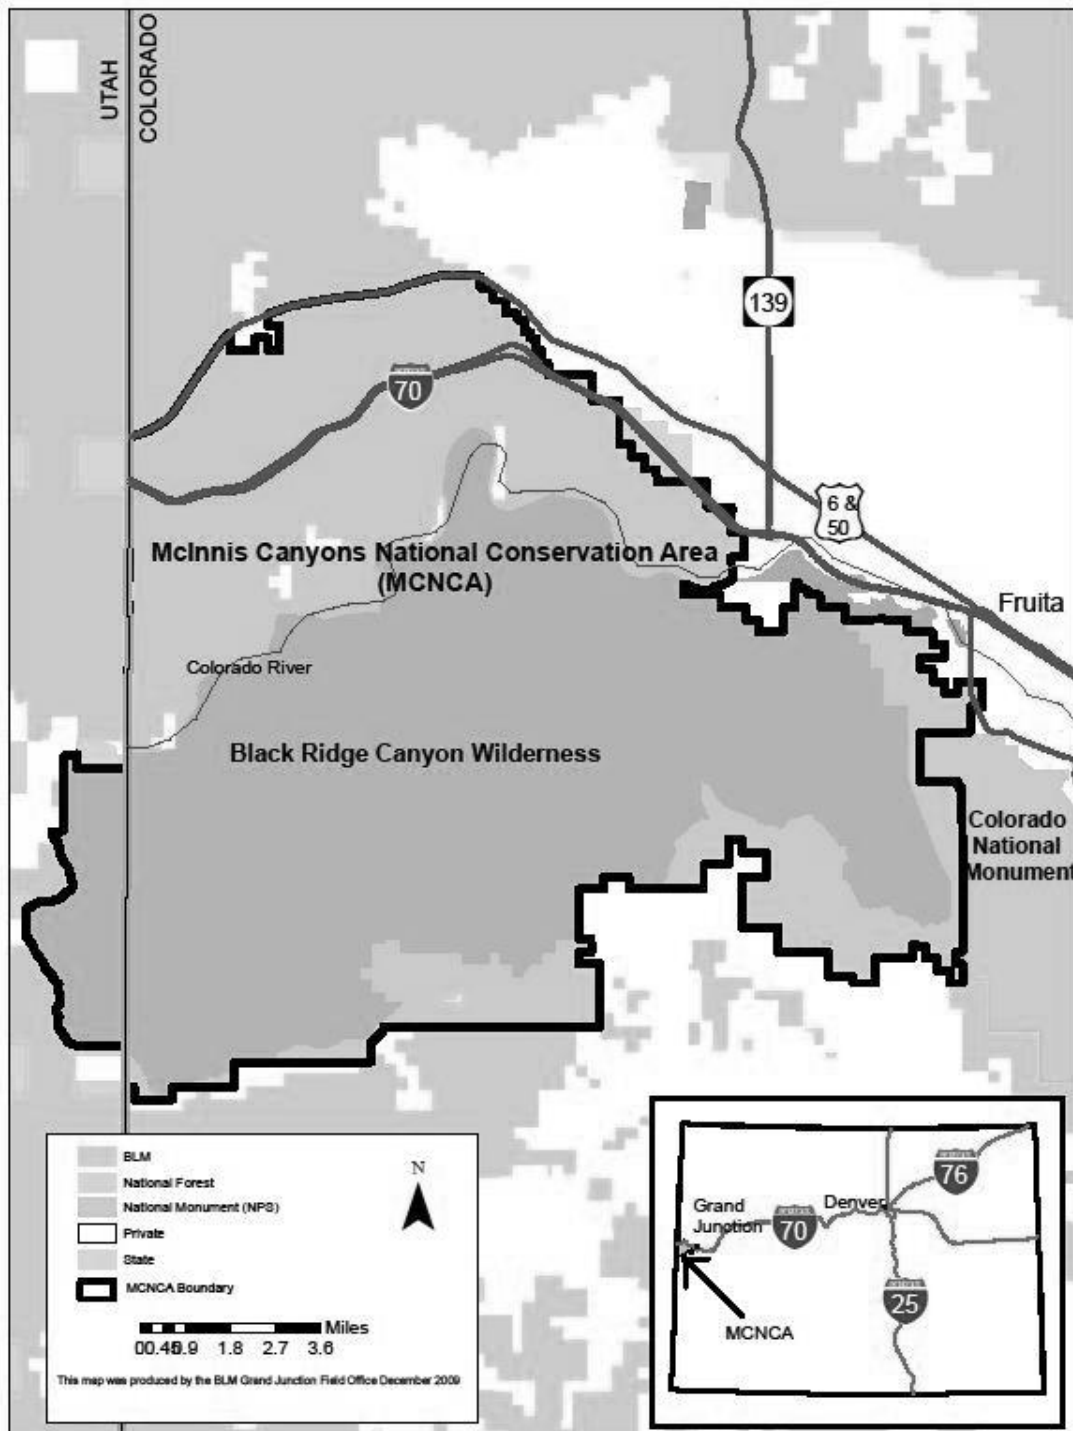 UTAH
COLORADO
139
70
6 &
50
McInnis Canyons National Conservation Area
(MCNCA)
Fruita
Colorado River
Black Ridge Canyon Wilderness
Colorado
National
Monument
BLM
National Forest
National Monument (NPS)
Private
State
MCNCA Boundary
N
Miles
00.450.9 1.8 2.7 3.6
This map was produced by the BLM Grand Junction Field Office December 2009
76
Grand
Junction
Denver
70
25
MCNCA